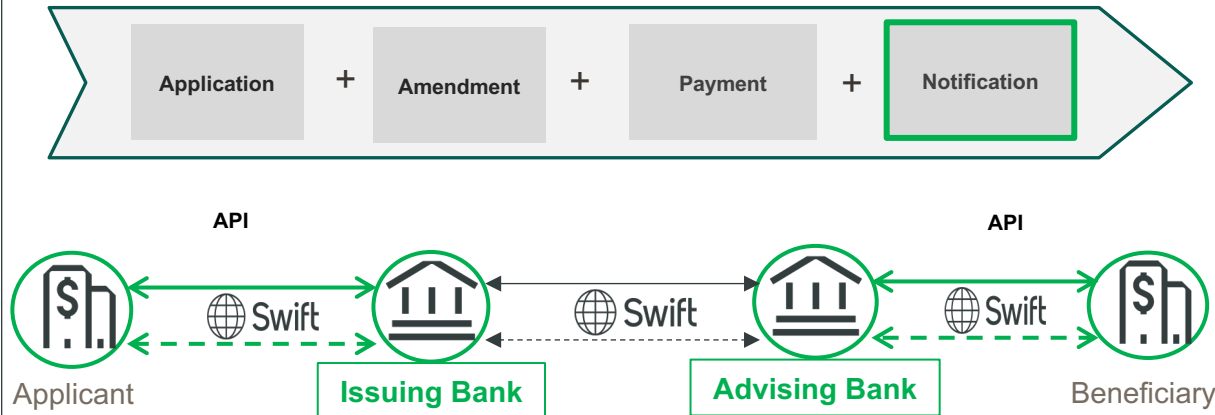 Application + Amendment + Payment + Notification
API API
Swift Swift Swift
Applicant Issuing Bank Advising Bank Beneficiary